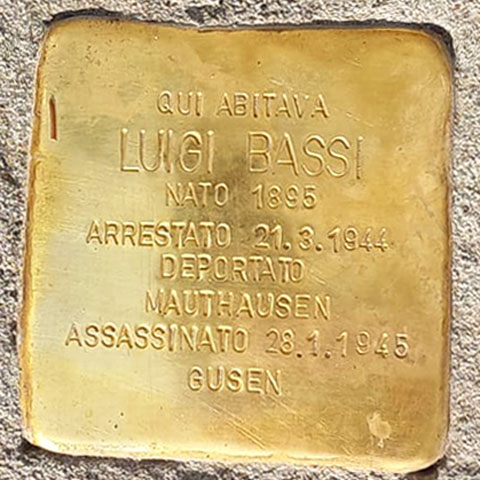 QUI ABITAVA
LUIGI BASSI
NATO 1895
ARRESTATO 21.3.1944
DEPORTATO
MAUTHAUSEN
ASSASSINATO 28.1.1945
GUSEN